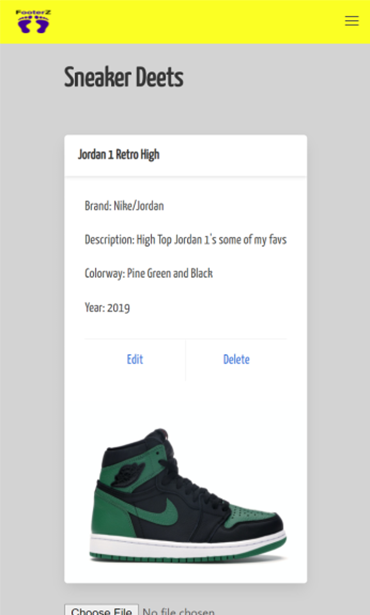 FooterZ
Sneaker Deets
Jordan 1 Retro High
Brand: Nike/Jordan
Description: High Top Jordan 1's some of my favs
Colorway: Pine Green and Black
Year: 2019
Edit Delete
Choose File No file chosen